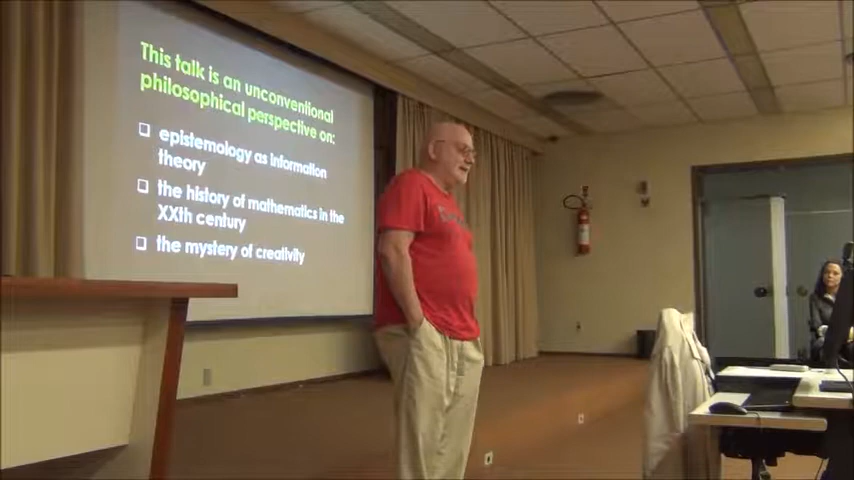 This talk is an unconventional
philosophical perspective on:
epistemology as information
theory
the history of mathematics in the
XXth century
the mystery of creativity